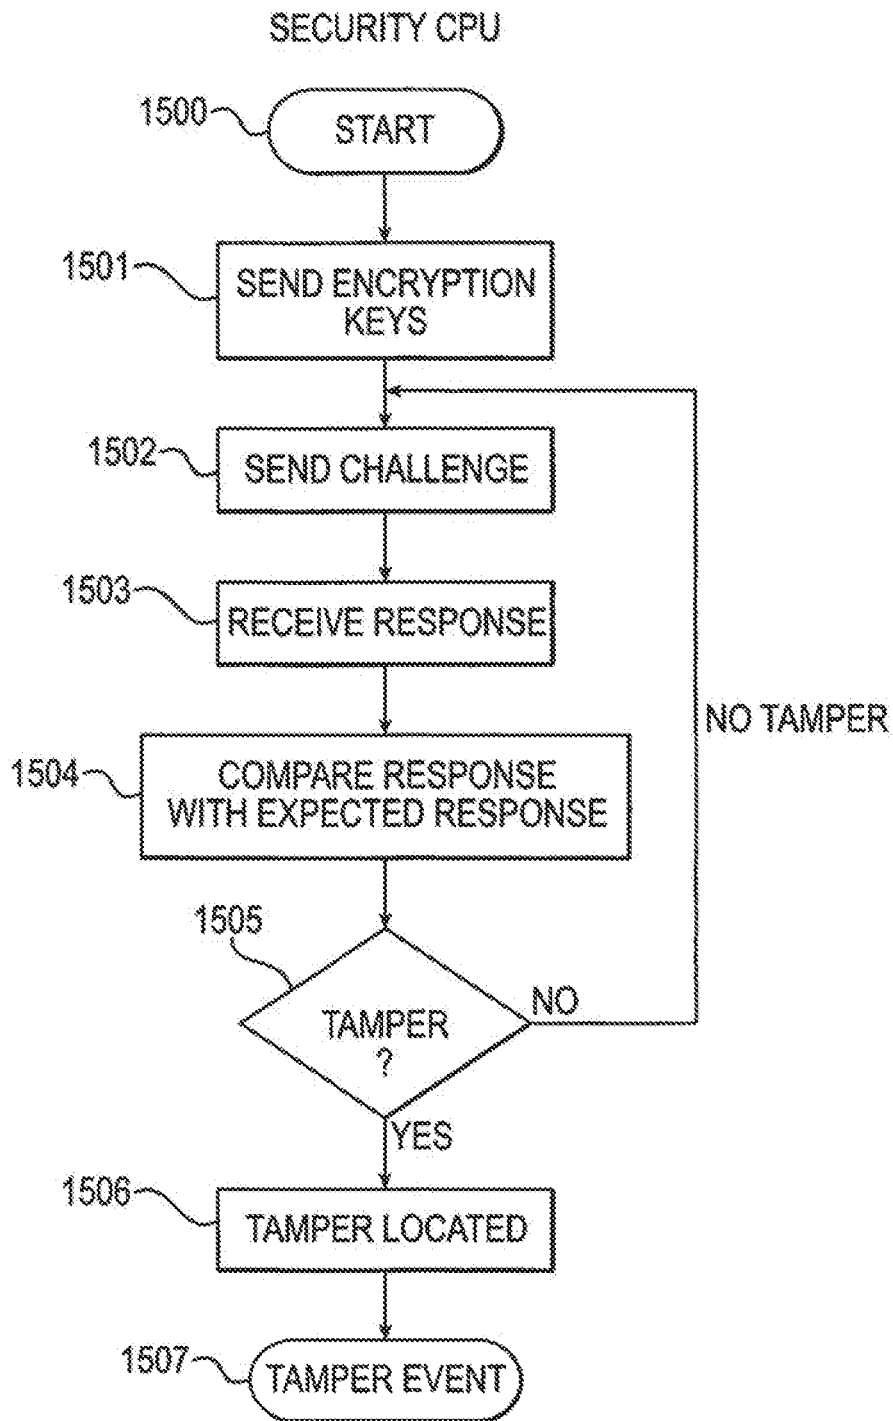 SECURITY CPU
1500
START
1501
SEND ENCRYPTION
KEYS
1502
SEND CHALLENGE
1503
RECEIVE RESPONSE
NO TAMPER
1504
COMPARE RESPONSE
WITH EXPECTED RESPONSE
1505
TAMPER
?
NO
YES
1506
TAMPER LOCATED
1507
TAMPER EVENT